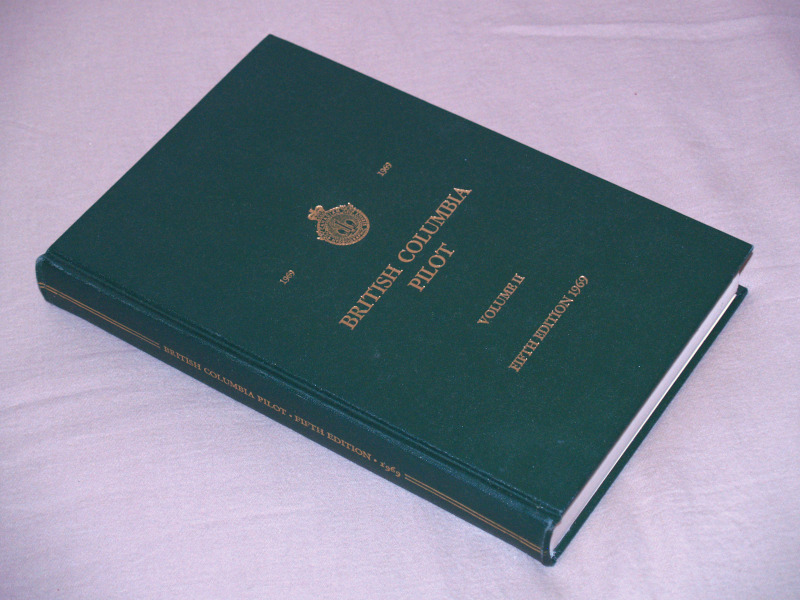 1969 1969
BRITISH COLUMBIA
PILOT
VOLUME II
FIFTH EDITION 1969
BRITISH COLUMBIA PILOT • FIFTH EDITION • 1969